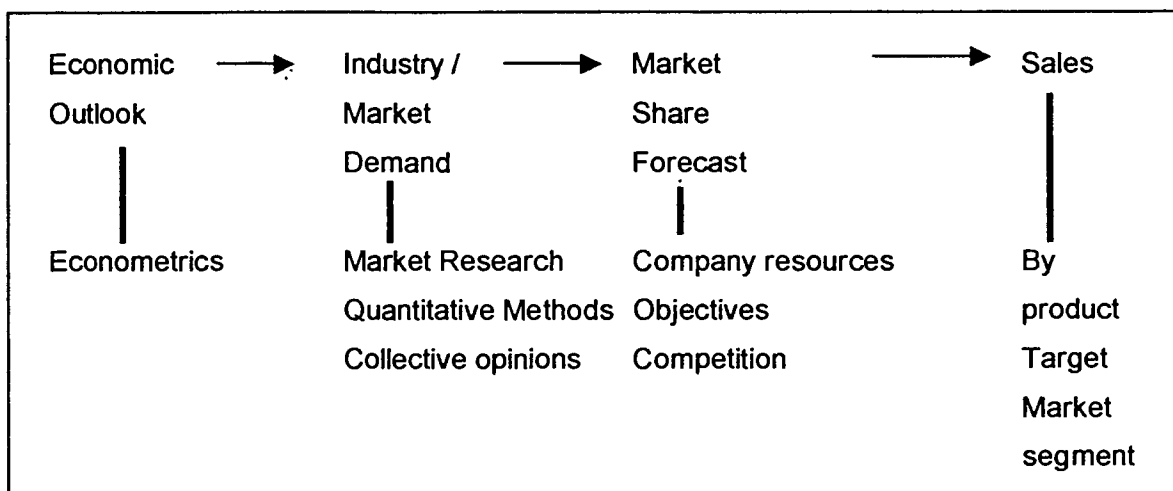 Economic
Outlook
Industry /
Market
Demand
Market
Share
Forecast
Sales
Econometrics
Market Research
Quantitative Methods
Collective opinions
Company resources
Objectives
Competition
By
product
Target
Market
segment